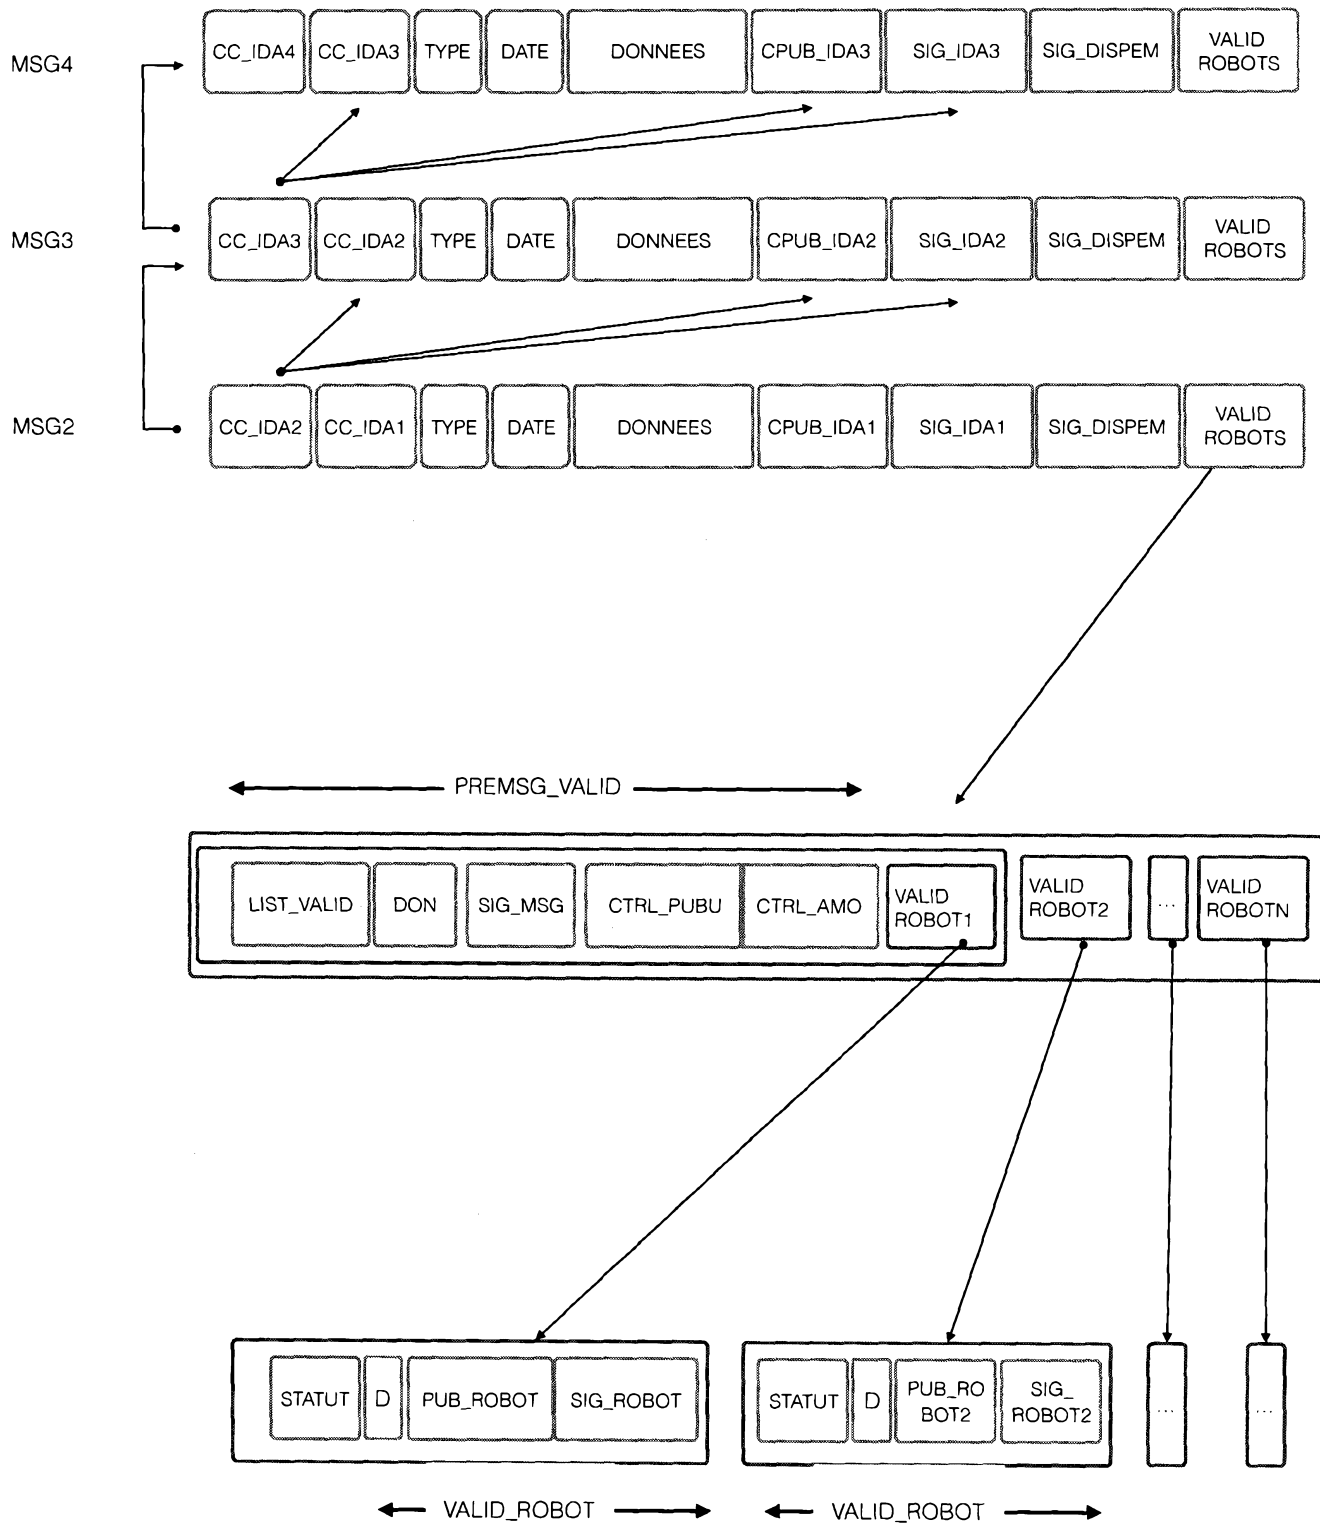 MSG4 CC_IDA4 CC_IDA3 TYPE DATE DONNEES CPUB_IDA3 SIG_IDA3 SIG_DISPEM VALID
ROBOTS
MSG3 CC_IDA3 CC_IDA2 TYPE DATE DONNEES CPUB_IDA2 SIG_IDA2 SIG_DISPEM VALID
ROBOTS
MSG2 CC_IDA2 CC_IDA1 TYPE DATE DONNEES CPUB_IDA1 SIG_IDA1 SIG_DISPEM VALID
ROBOTS
PREMSG_VALID
LIST_VALID DON SIG_MSG CTRL_PUBU CTRL_AMO
VALID
ROBOT1
VALID
ROBOT2
...
VALID
ROBOTN
STATUT D PUB_ROBOT SIG_ROBOT
STATUT D
PUB_RO
BOT2
SIG_
ROBOT2
...
...
VALID_ROBOT
VALID_ROBOT